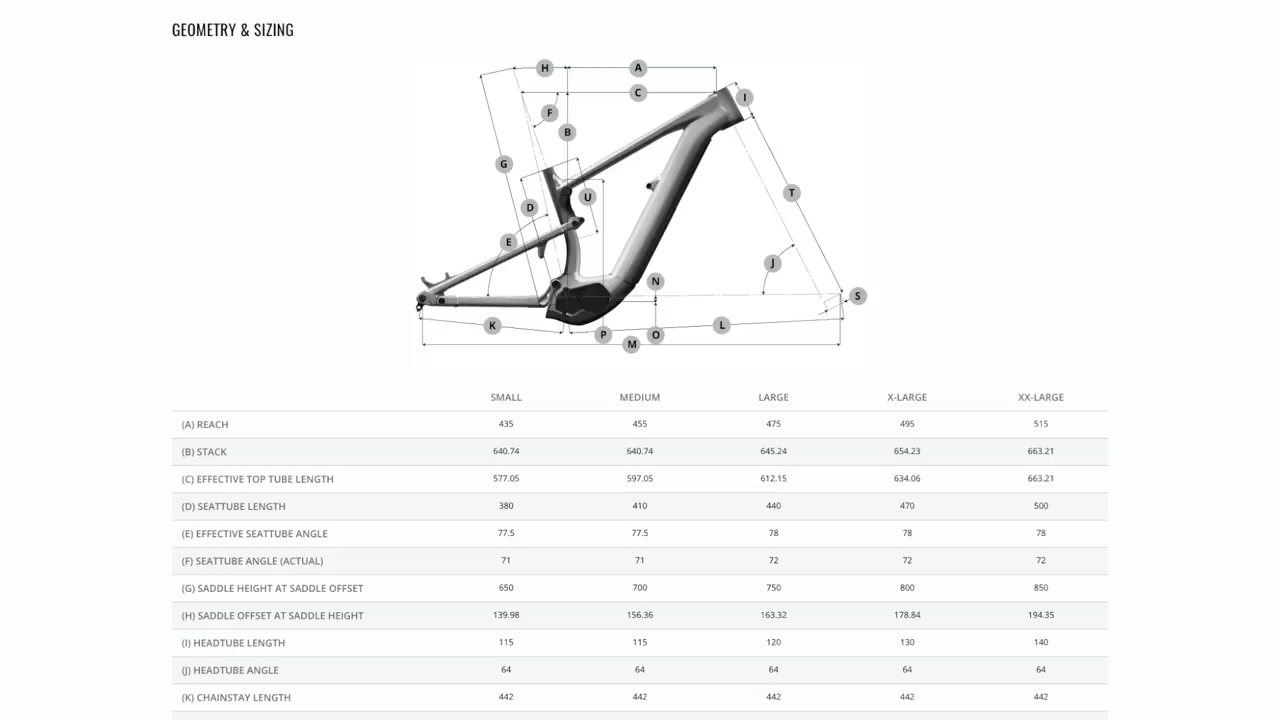 GEOMETRY & SIZING
H
A
C
I
F
B
G
U
T
D
E
J
N
S
K
L
P
O
M
SMALL MEDIUM LARGE X-LARGE XX-LARGE
(A) REACH 435 455 475 495 515
(B) STACK 640.74 640.74 645.24 654.23 663.21
(C) EFFECTIVE TOP TUBE LENGTH 577.05 597.05 612.15 634.06 663.21
(D) SEATTUBE LENGTH 380 410 440 470 500
(E) EFFECTIVE SEATTUBE ANGLE 77.5 77.5 78 78 78
(F) SEATTUBE ANGLE (ACTUAL) 71 71 72 72 72
(G) SADDLE HEIGHT AT SADDLE OFFSET 650 700 750 800 850
(H) SADDLE OFFSET AT SADDLE HEIGHT 139.98 156.36 163.32 178.84 194.35
(I) HEADTUBE LENGTH 115 115 120 130 140
(J) HEADTUBE ANGLE 64 64 64 64 64
(K) CHAINSTAY LENGTH 442 442 442 442 442